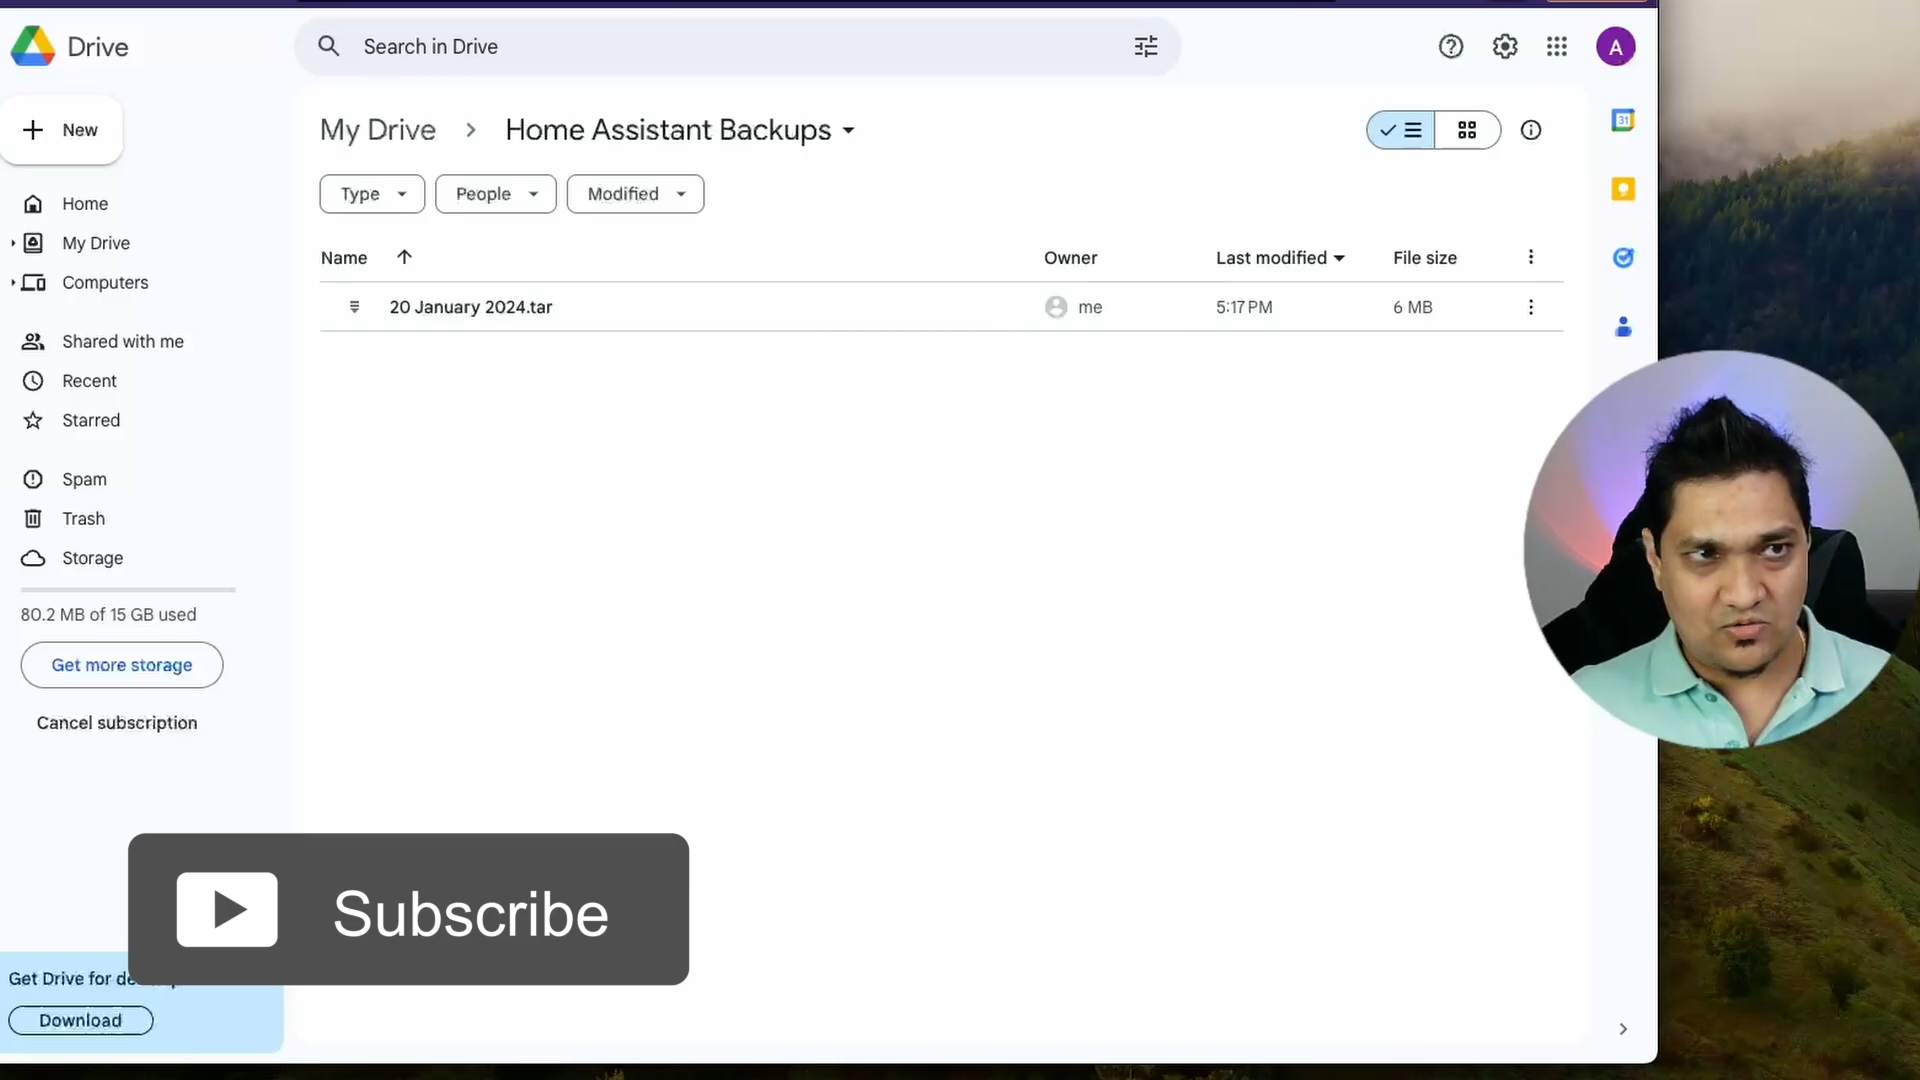 Drive
Search in Drive
A
New
My Drive
Home Assistant Backups
31
Type
People
Modified
Home
My Drive
Computers
Name
Owner
Last modified
File size
20 January 2024.tar
me
5:17 PM
6 MB
Shared with me
Recent
Starred
Spam
Trash
Storage
80.2 MB of 15 GB used
Get more storage
Cancel subscription
Subscribe
Get Drive for
Download